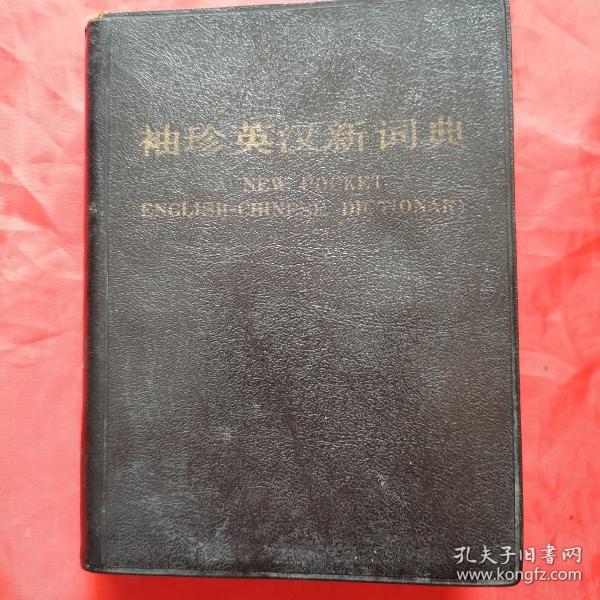 袖珍英汉新词典
A NEW POCKET
ENGLISH-CHINESE DICTIONARY
孔夫子旧書网
www.kongfz.com